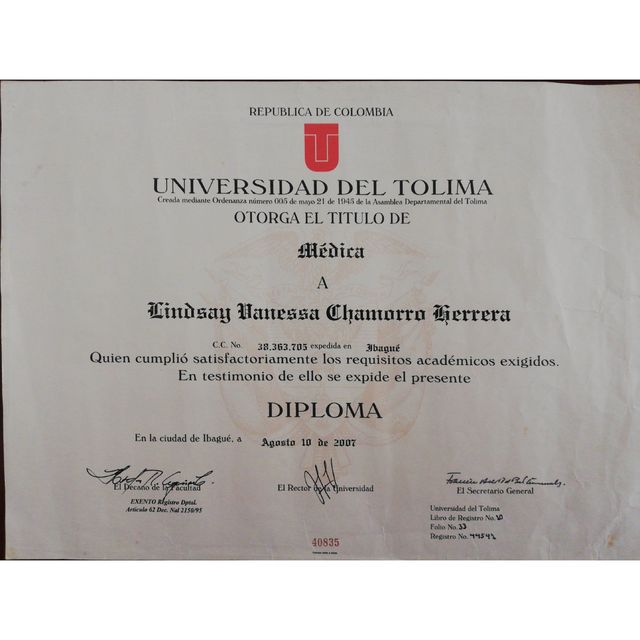 REPUBLICA DE COLOMBIA
UNIVERSIDAD DEL TOLIMA
Creada mediante Ordenanza número 005 de mayo 21 de 1945 de la Asamblea Departamental del Tolima
OTORGA EL TITULO DE
Médica
A
Lindsay Vanessa Chamorro Herrera
C.C. No. 38.363.705 expedida en Ibagué
Quien cumplió satisfactoriamente los requisitos académicos exigidos.
En testimonio de ello se expide el presente
DIPLOMA
En la ciudad de Ibagué, a Agosto 10 de 2007
El Decano de la Facultad
EXENTO Registro Dptal.
Artículo 62 Dec. Nal 2150/95
El Rector de la Universidad
El Secretario General
Universidad del Tolima
Libro de Registro No. 10
Folio No. 33
Registro No. 44542
40835